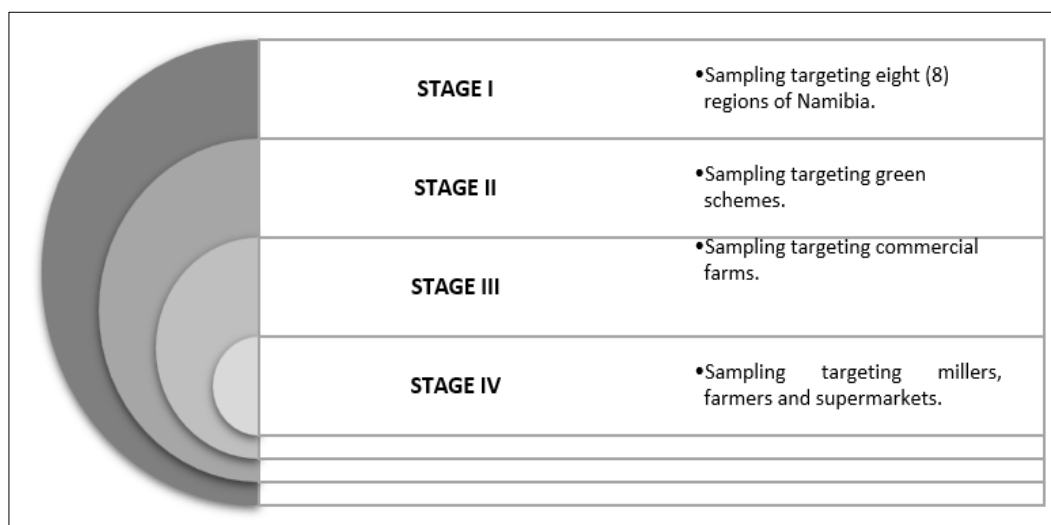 STAGE I
•Sampling targeting eight (8)
regions of Namibia.
STAGE II
•Sampling targeting green
schemes.
STAGE III
•Sampling targeting commercial
farms.
STAGE IV
•Sampling targeting millers,
farmers and supermarkets.